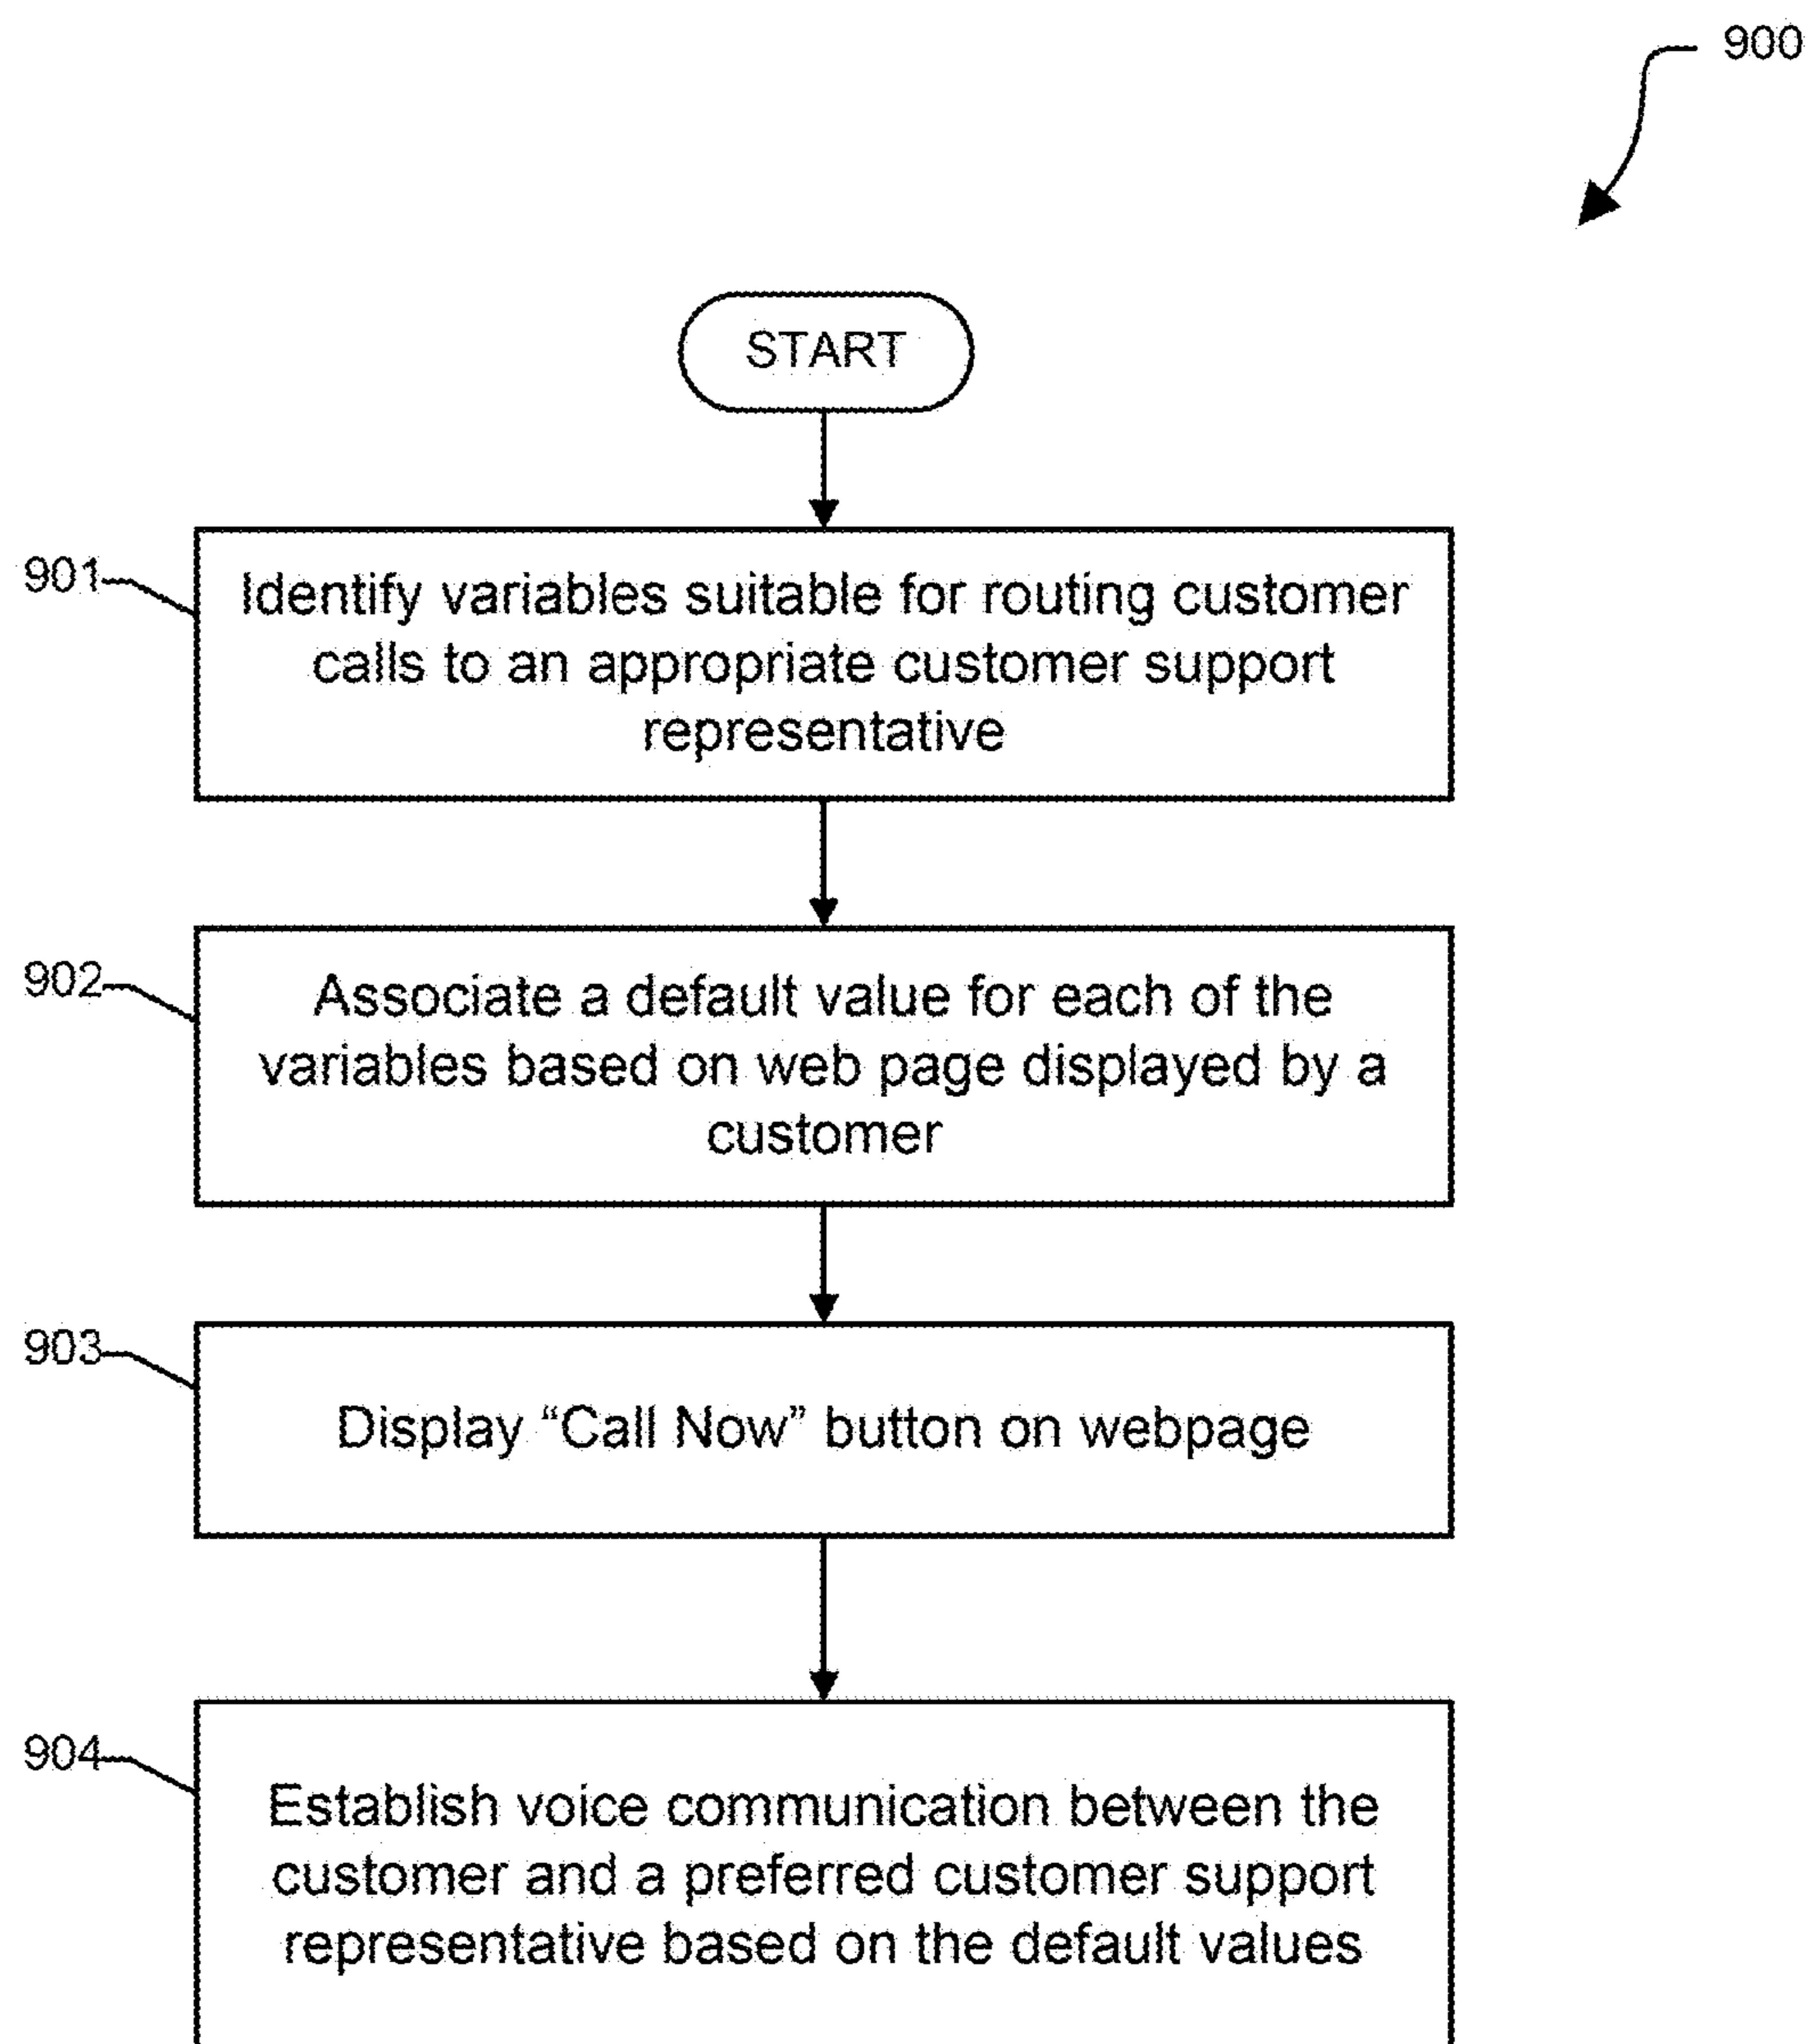 900
START
901
Identify variables suitable for routing customer
calls to an appropriate customer support
representative
902
Associate a default value for each of the
variables based on web page displayed by a
customer
903
Display “Call Now” button on webpage
904
Establish voice communication between the
customer and a preferred customer support
representative based on the default values